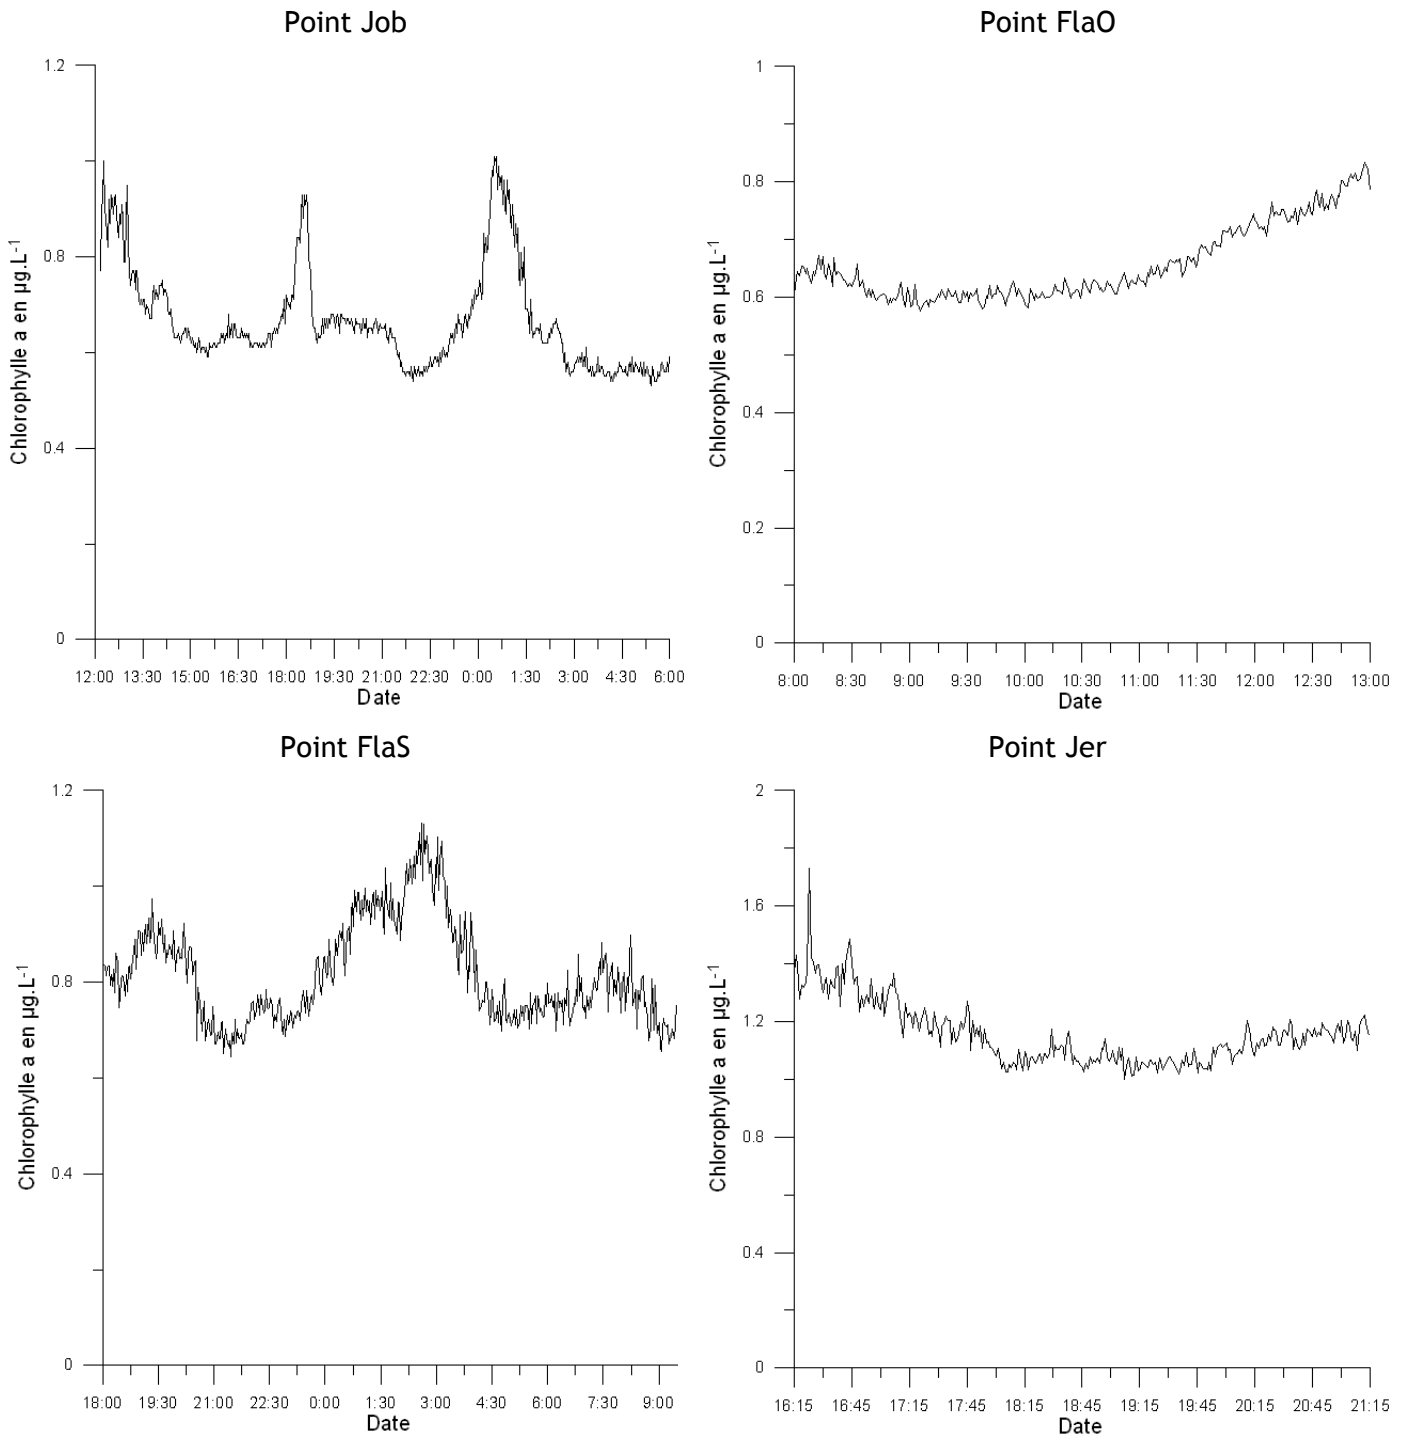 Point Job
1.2
0.8
0.4
0
Chlorophylle a en µg.L-1
12:00 13:30 15:00 16:30 18:00 19:30 21:00 22:30 0:00 1:30 3:00 4:30 6:00
Date
Point FlaO
1
0.8
0.6
0.4
0.2
0
Chlorophylle a en µg.L-1
8:00 8:30 9:00 9:30 10:00 10:30 11:00 11:30 12:00 12:30 13:00
Date
Point FlaS
1.2
0.8
0.4
0
Chlorophylle a en µg.L-1
18:00 19:30 21:00 22:30 0:00 1:30 3:00 4:30 6:00 7:30 9:00
Date
Point Jer
2
1.6
1.2
0.8
0.4
0
Chlorophylle a en µg.L-1
16:15 16:45 17:15 17:45 18:15 18:45 19:15 19:45 20:15 20:45 21:15
Date